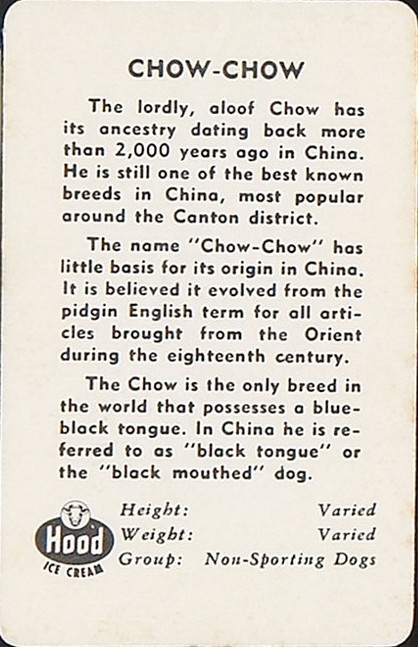 CHOW-CHOW
The lordly, aloof Chow has
its ancestry dating back more
than 2,000 years ago in China.
He is still one of the best known
breeds in China, most popular
around the Canton district.
The name "Chow-Chow" has
little basis for its origin in China.
It is believed it evolved from the
pidgin English term for all arti-
cles brought from the Orient
during the eighteenth century.
The Chow is the only breed in
the world that possesses a blue-
black tongue. In China he is re-
ferred to as "black tongue" or
the "black mouthed" dog.
Height: Varied
Weight: Varied
Group: Non-Sporting Dogs
Hood
ICE CREAM